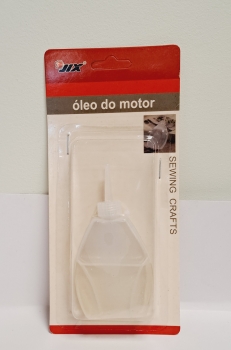 JIX
óleo do motor
SEWING CRAFTS